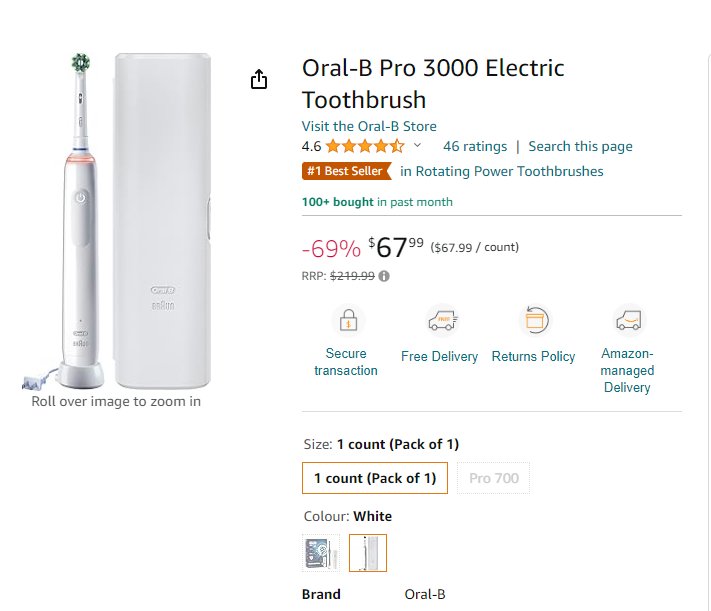 Oral-B Pro 3000 Electric
Toothbrush
Visit the Oral-B Store
4.6 46 ratings | Search this page
#1 Best Seller in Rotating Power Toothbrushes
100+ bought in past month
-69% $67.99 ($67.99 / count)
RRP: $219.99
Secure
transaction
FREE
Free Delivery
Returns Policy
Amazon-
managed
Delivery
Oral-B
BRAUN
Oral-B
BRAUN
Roll over image to zoom in
Size: 1 count (Pack of 1)
1 count (Pack of 1) Pro 700
Colour: White
Brand Oral-B